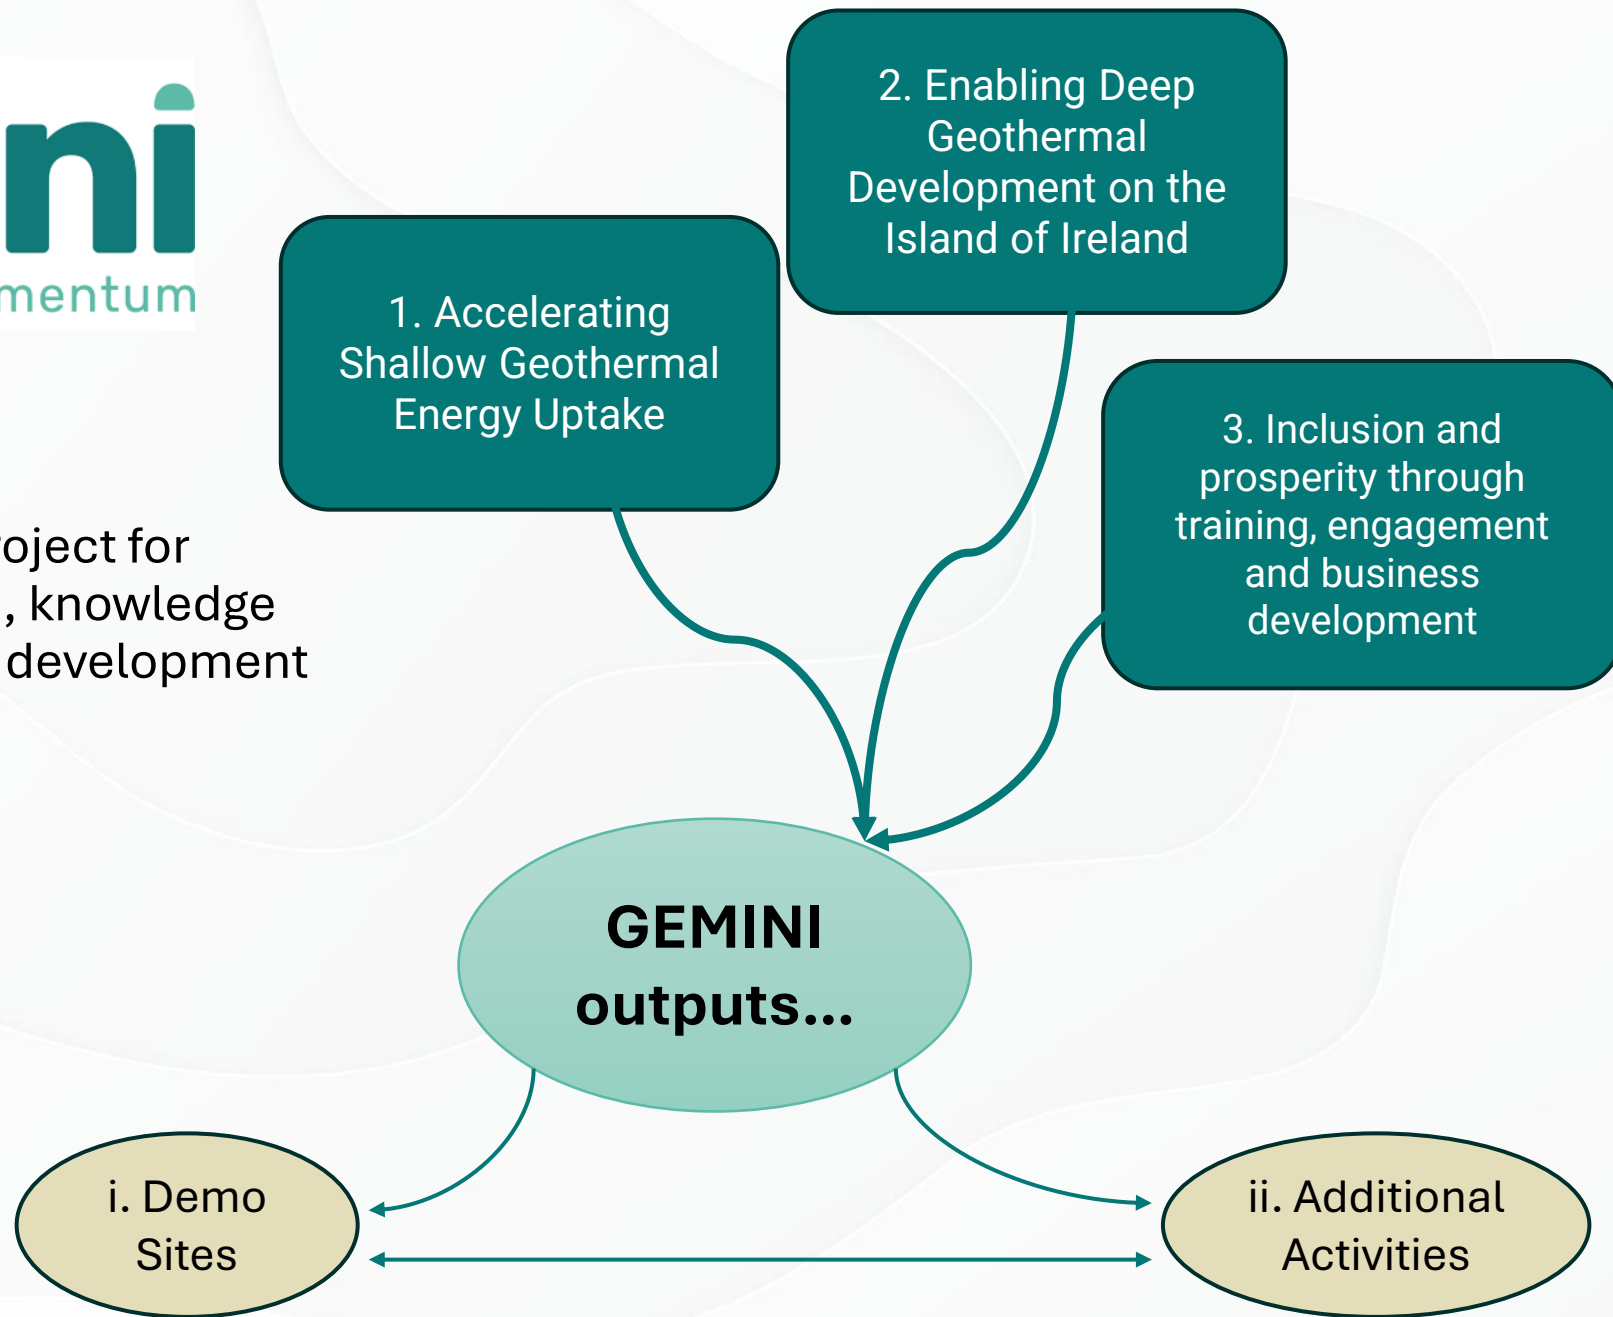 ni
mentum
2. Enabling Deep
Geothermal
Development on the
Island of Ireland
1. Accelerating
Shallow Geothermal
Energy Uptake
3. Inclusion and
prosperity through
training, engagement
and business
development
roject for
, knowledge
development
GEMINI
outputs...
i. Demo
Sites
ii. Additional
Activities